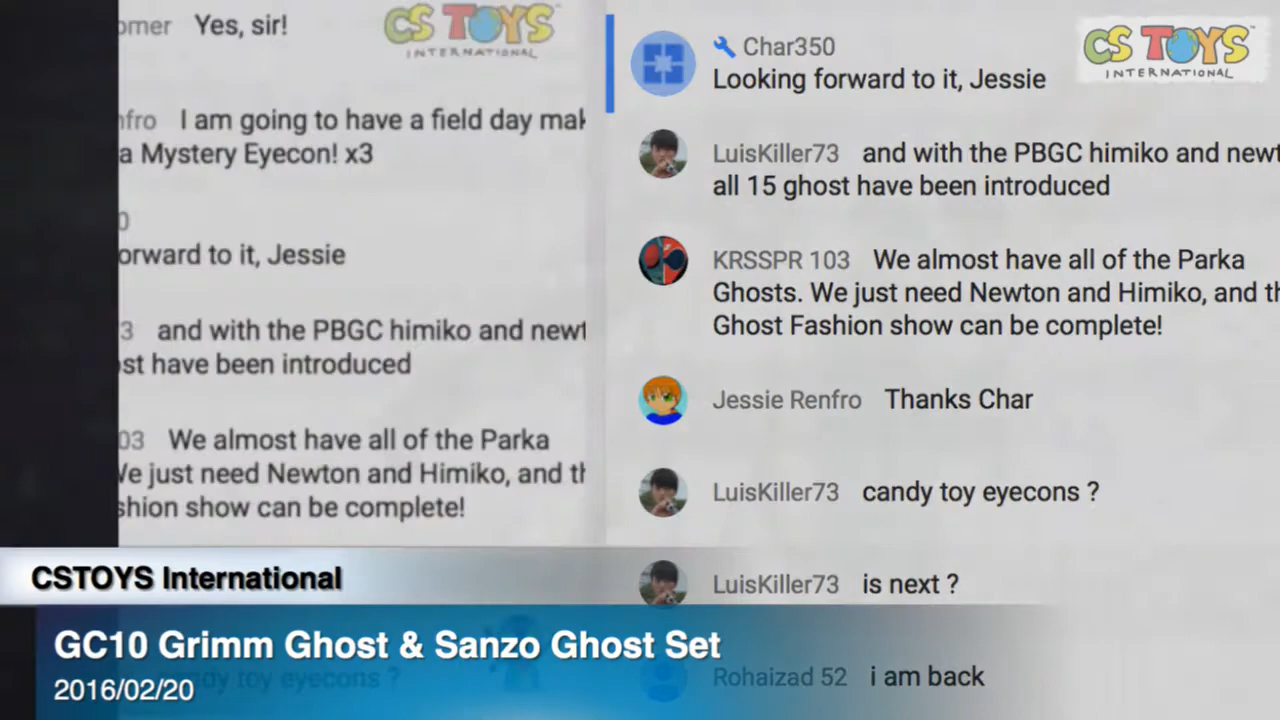 omer Yes, sir!
CS TOYS
INTERNATIONAL
nfro I am going to have a field day mak
a Mystery Eyecon! x3
0
orward to it, Jessie
3 and with the PBGC himiko and newt
st have been introduced
03 We almost have all of the Parka
We just need Newton and Himiko, and th
shion show can be complete!
Char350
Looking forward to it, Jessie
CS TOYS
INTERNATIONAL
LuisKiller73 and with the PBGC himiko and newt
all 15 ghost have been introduced
KRSSPR 103 We almost have all of the Parka
Ghosts. We just need Newton and Himiko, and th
Ghost Fashion show can be complete!
Jessie Renfro Thanks Char
LuisKiller73 candy toy eyecons ?
LuisKiller73 is next ?
Rohaizad 52 i am back
CSTOYS International
GC10 Grimm Ghost & Sanzo Ghost Set
2016/02/20
dy toy eyecons ?